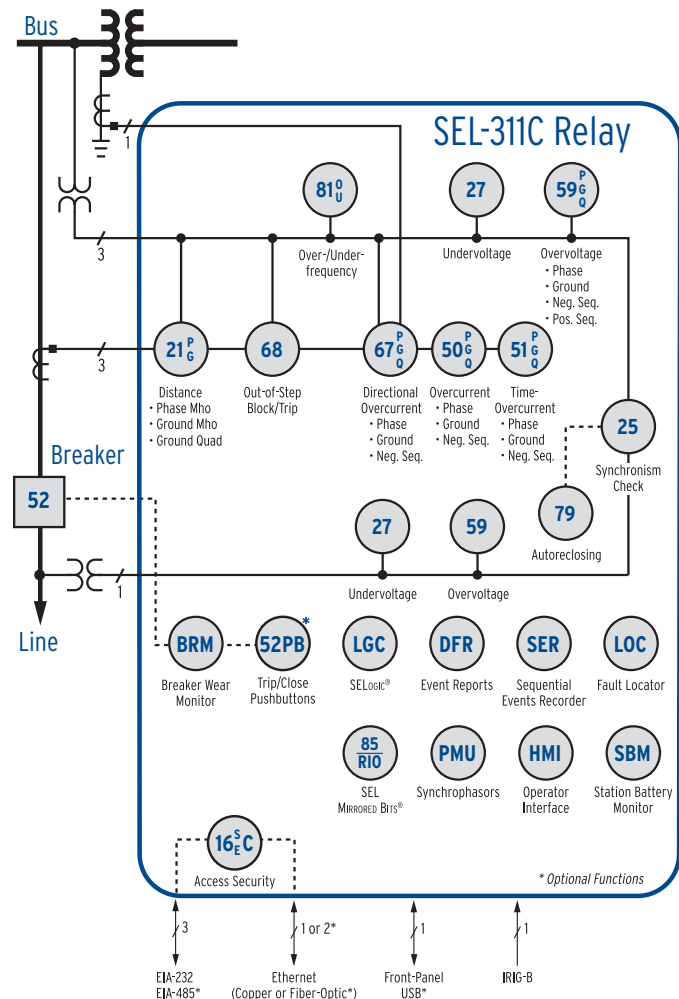 Bus
SEL-311C Relay
1
81 O U
27
59 P G Q
3
Over-/Under-
frequency
Undervoltage
Overvoltage
• Phase
• Ground
• Neg. Seq.
• Pos. Seq.
3
21 P G
68
67 P G Q
50 P G Q
51 P G Q
Distance
• Phase Mho
• Ground Mho
• Ground Quad
Out-of-Step
Block/Trip
Directional
Overcurrent
• Phase
• Ground
• Neg. Seq.
Overcurrent
• Phase
• Ground
• Neg. Seq.
Time-
Overcurrent
• Phase
• Ground
• Neg. Seq.
25
Synchronism
Check
Breaker
52
79
Autoreclosing
27
59
1
Undervoltage
Overvoltage
Line
BRM
52PB
*
LGC
DFR
SER
LOC
Breaker Wear
Monitor
Trip/Close
Pushbuttons
SELOGIC®
Event Reports
Sequential
Events Recorder
Fault Locator
85
RIO
PMU
HMI
SBM
SEL
MIRRORED BITS®
Synchrophasors
Operator
Interface
Station Battery
Monitor
16 S E C
Access Security
* Optional Functions
3
1 or 2*
1
1
EIA-232
EIA-485*
Ethernet
(Copper or Fiber-Optic*)
Front-Panel
USB*
IRIG-B